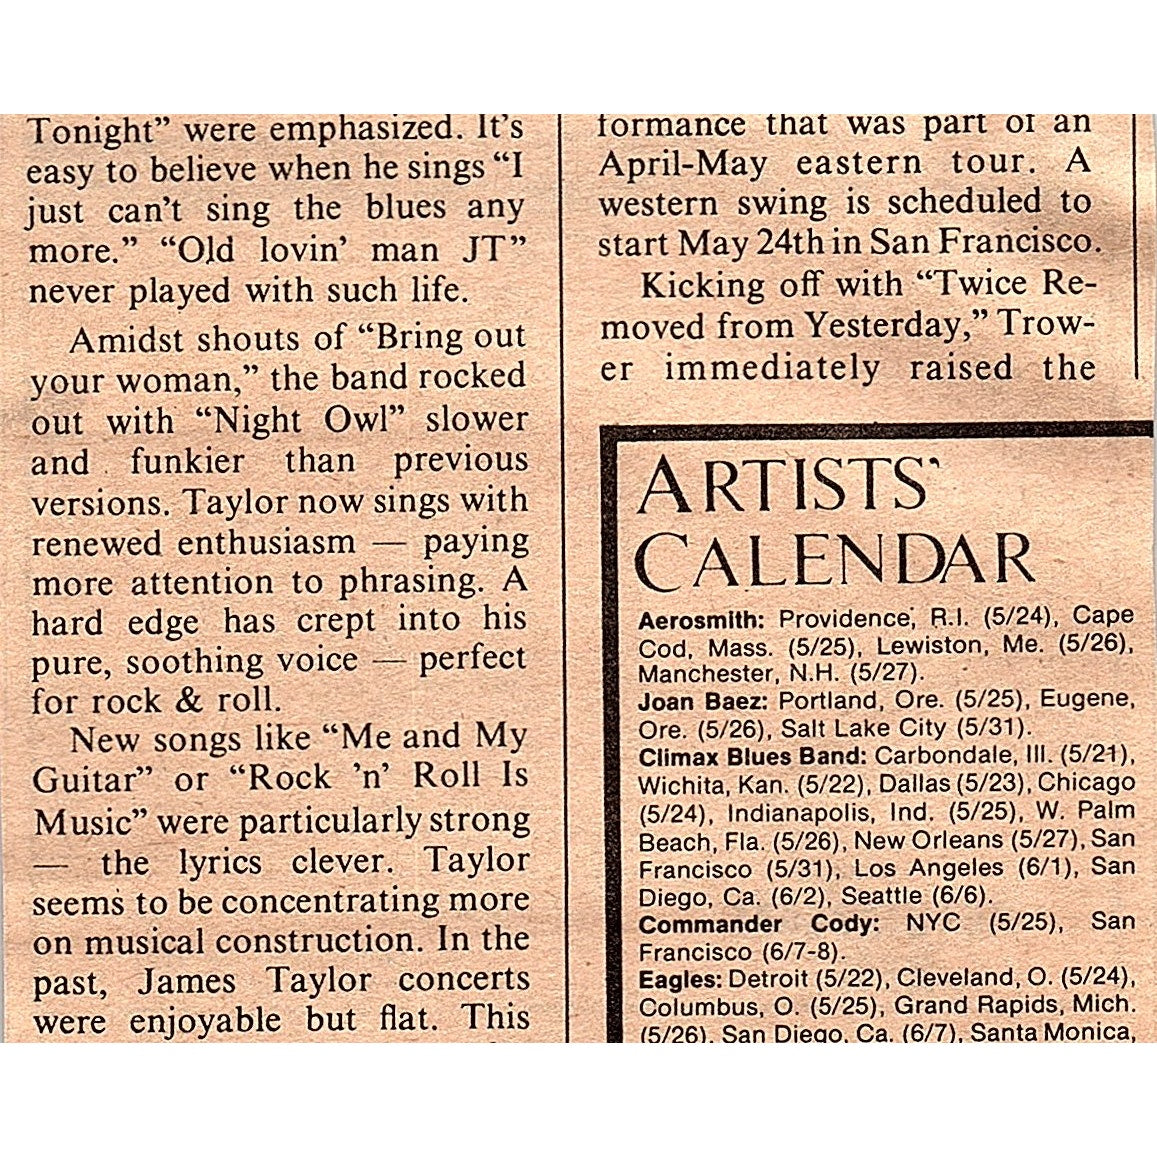 Tonight” were emphasized. It’s
easy to believe when he sings “I
just can’t sing the blues any
more.” “Old lovin’ man JT”
never played with such life.
Amidst shouts of “Bring out
your woman,” the band rocked
out with “Night Owl” slower
and funkier than previous
versions. Taylor now sings with
renewed enthusiasm — paying
more attention to phrasing. A
hard edge has crept into his
pure, soothing voice — perfect
for rock & roll.
New songs like “Me and My
Guitar” or “Rock ’n’ Roll Is
Music” were particularly strong
— the lyrics clever. Taylor
seems to be concentrating more
on musical construction. In the
past, James Taylor concerts
were enjoyable but flat. This
formance that was part of an
April-May eastern tour. A
western swing is scheduled to
start May 24th in San Francisco.
Kicking off with “Twice Re-
moved from Yesterday,” Trow-
er immediately raised the
ARTISTS’
CALENDAR
Aerosmith: Providence, R.I. (5/24), Cape
Cod, Mass. (5/25), Lewiston, Me. (5/26),
Manchester, N.H. (5/27).
Joan Baez: Portland, Ore. (5/25), Eugene,
Ore. (5/26), Salt Lake City (5/31).
Climax Blues Band: Carbondale, Ill. (5/21),
Wichita, Kan. (5/22), Dallas (5/23), Chicago
(5/24), Indianapolis, Ind. (5/25), W. Palm
Beach, Fla. (5/26), New Orleans (5/27), San
Francisco (5/31), Los Angeles (6/1), San
Diego, Ca. (6/2), Seattle (6/6).
Commander Cody: NYC (5/25), San
Francisco (6/7-8).
Eagles: Detroit (5/22), Cleveland, O. (5/24),
Columbus, O. (5/25), Grand Rapids, Mich.
(5/26), San Diego, Ca. (6/7), Santa Monica,